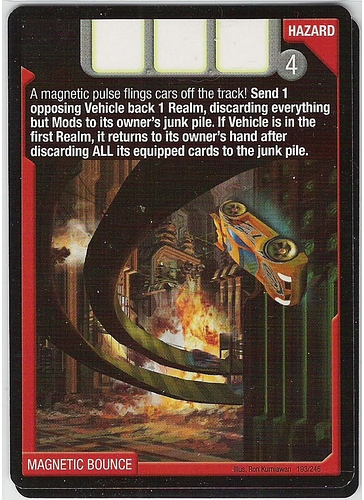 HAZARD
4
A magnetic pulse flings cars off the track! Send 1
opposing Vehicle back 1 Realm, discarding everything
but Mods to its owner's junk pile. If Vehicle is in the
first Realm, it returns to its owner's hand after
discarding ALL its equipped cards to the junk pile.
MAGNETIC BOUNCE
Illus. Ron Kurniawan 193/246